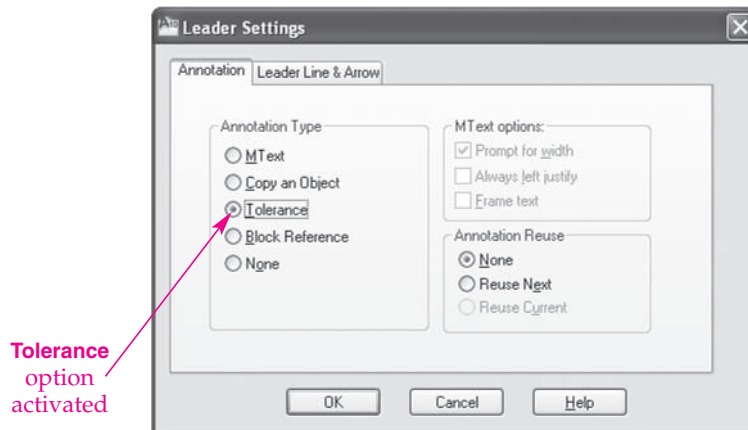 Leader Settings
Annotation
Leader Line & Arrow
Annotation Type
MText
Copy an Object
Tolerance
Block Reference
None
MText options:
Prompt for width
Always left justify
Frame text
Annotation Reuse
None
Reuse Next
Reuse Current
Tolerance
option
activated
OK
Cancel
Help